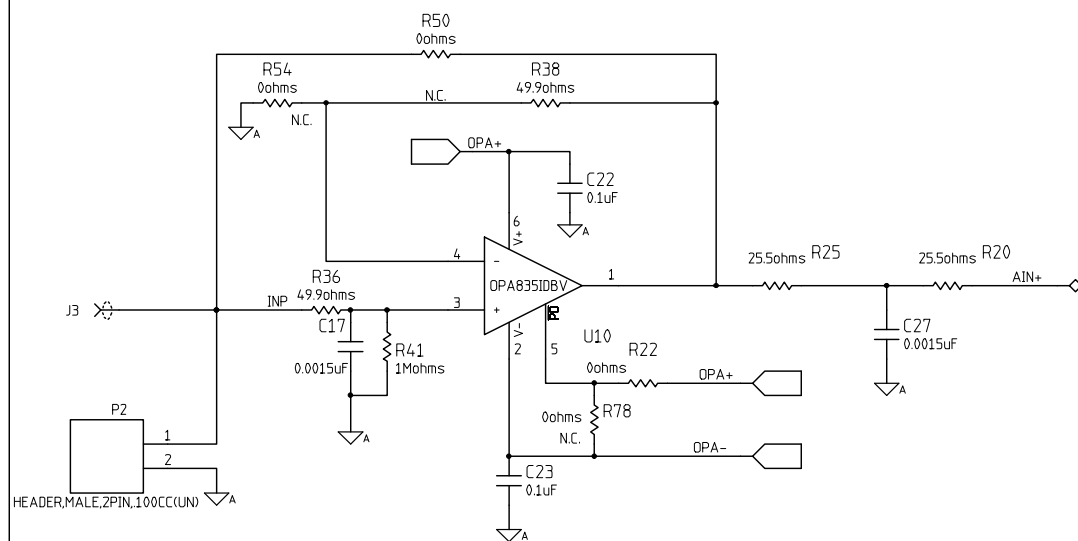 R50
0ohms
R54
0ohms
N.C.
N.C.
R38
49.9ohms
A
OPA+
C22
0.1uF
A
6
V+
4
-
OPA835IDBV
1
25.5ohms R25
25.5ohms R20
AIN+
J3
INP
R36
49.9ohms
3
+
PD
V-
2
5
U10
C17
0.0015uF
R41
1Mohms
A
C27
0.0015uF
A
R22
0ohms
OPA+
0ohms
R78
N.C.
OPA-
C23
0.1uF
A
P2
1
2
A
HEADER,MALE,2PIN,.100CC(UN)